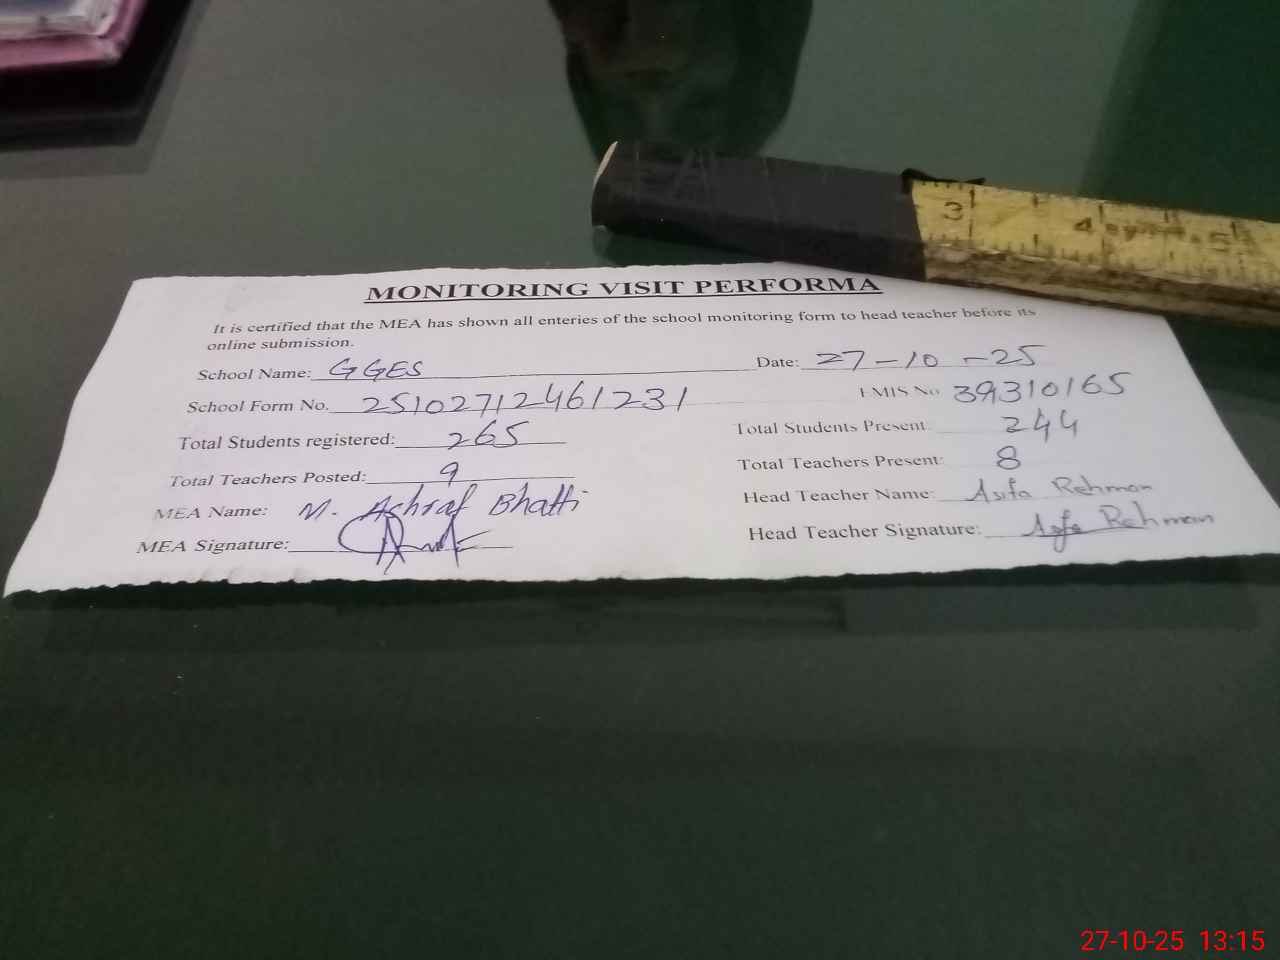 3 4 5
MONITORING VISIT PERFORMA
It is certified that the MEA has shown all enteries of the school monitoring form to head teacher before its
online submission.
School Name: GGES Date: 27-10-25
School Form No. 25102712461231 EMIS No 39310165
Total Students registered: 265 Total Students Present: 244
Total Teachers Posted: 9 Total Teachers Present: 8
MEA Name: M. Ashraf Bhatti Head Teacher Name: Asifa Rehman
MEA Signature: Head Teacher Signature: Asifa Rehman
27-10-25 13:15